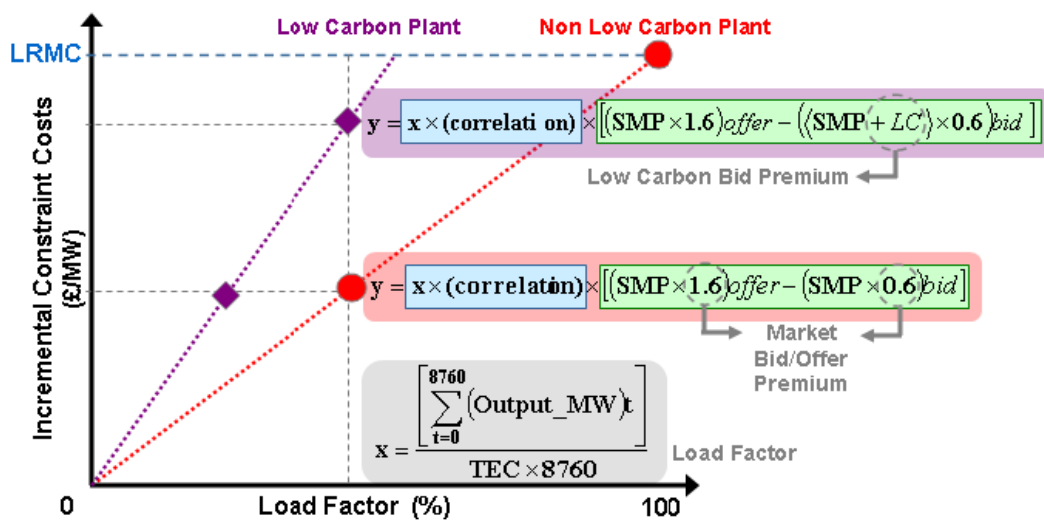 Low Carbon Plant
Non Low Carbon Plant
LRMC
Incremental Constraint Costs
(£/MW)
y = x × (correlati on) × [(SMP × 1.6)offer − (⟨SMP + LC⟩ × 0.6)bid ]
Low Carbon Bid Premium
y = x × (correlation) × [(SMP × 1.6)offer − (SMP × 0.6)bid]
Market
Bid/Offer
Premium
x = [ 8760 ∑ t=0 (Output_MW)t ] / TEC × 8760
Load Factor
0
Load Factor (%)
100